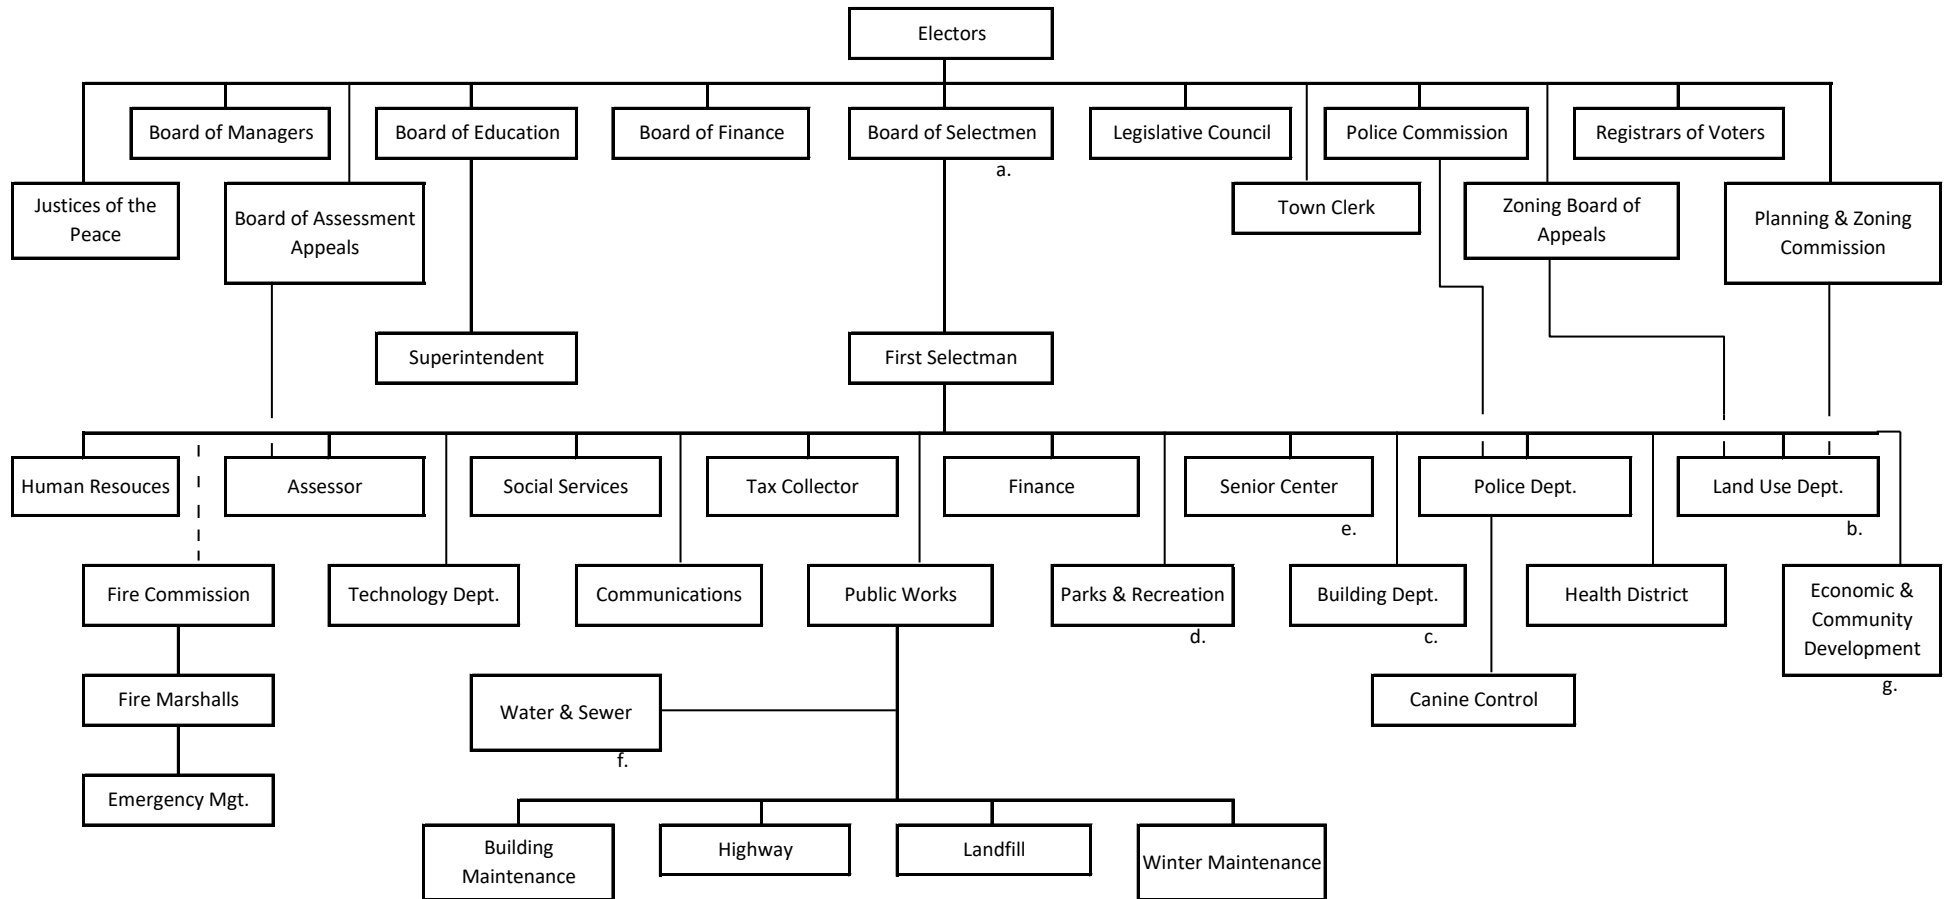 Electors
Board of Managers
Board of Education
Board of Finance
Board of Selectmen
Legislative Council
Police Commission
Registrars of Voters
a.
Justices of the
Peace
Board of Assessment
Appeals
Town Clerk
Zoning Board of
Appeals
Planning & Zoning
Commission
Superintendent
First Selectman
Human Resouces
Assessor
Social Services
Tax Collector
Finance
Senior Center
Police Dept.
Land Use Dept.
e.
b.
Fire Commission
Technology Dept.
Communications
Public Works
Parks & Recreation
Building Dept.
Health District
Economic &
Community
Development
d.
c.
g.
Fire Marshalls
Water & Sewer
Canine Control
f.
Emergency Mgt.
Building
Maintenance
Highway
Landfill
Winter Maintenance